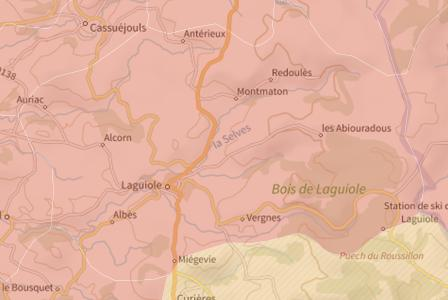 Cassuéjouls
Antérieux
D138
Redoulès
Montmaton
Auriac
la Selves
les Abiouradous
Alcorn
Laguiole
Bois de Laguiole
Station de ski d
Laguiole
Albès
Vergnes
Puech du Roussillon
Miégevie
le Bousquet
Curières